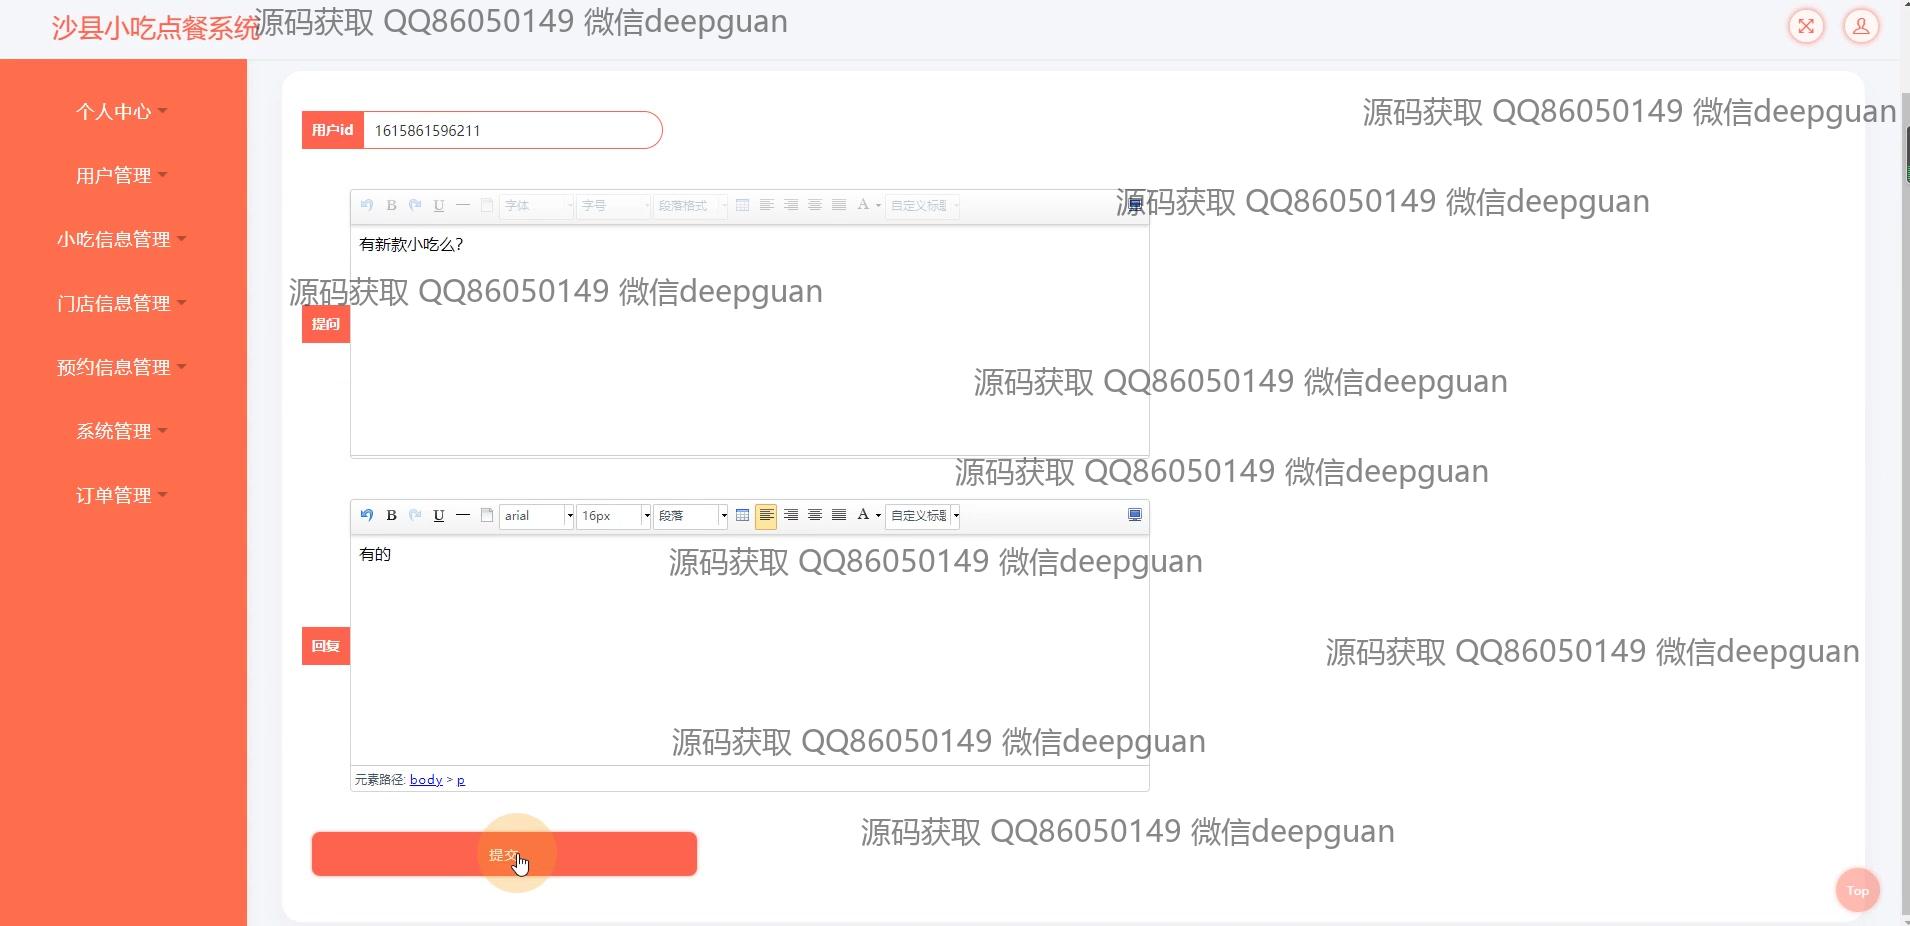 沙县小吃点餐系统
源码获取 QQ86050149 微信deepguan
源码获取 QQ86050149 微信deepguan
个人中心
用户id 1615861596211
用户管理
源码获取 QQ86050149 微信deepguan
B U 字体 字号 段落格式 A 自定义标题
小吃信息管理
有新款小吃么?
源码获取 QQ86050149 微信deepguan
门店信息管理
提问
预约信息管理
源码获取 QQ86050149 微信deepguan
系统管理
源码获取 QQ86050149 微信deepguan
订单管理
B U arial 16px 段落 A 自定义标题
有的
源码获取 QQ86050149 微信deepguan
回复
源码获取 QQ86050149 微信deepguan
源码获取 QQ86050149 微信deepguan
元素路径: body > p
源码获取 QQ86050149 微信deepguan
提交
Top